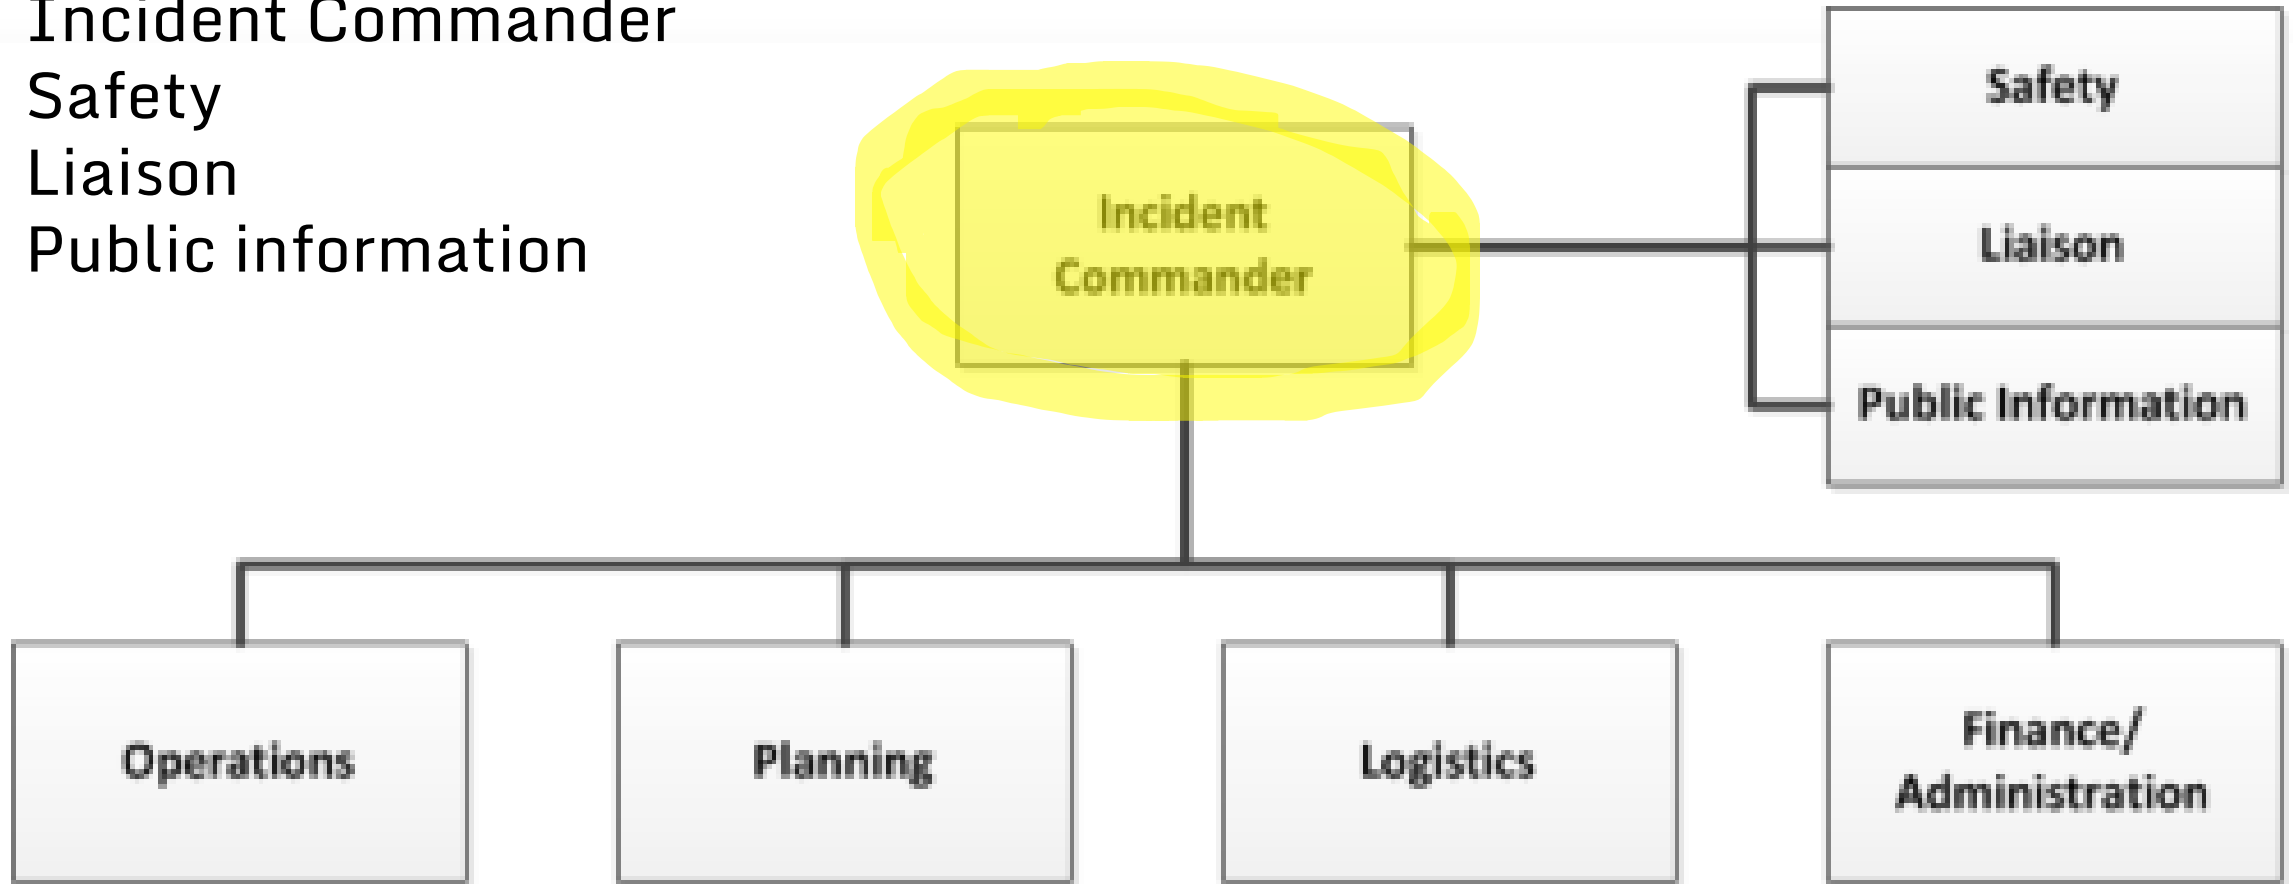 Incident Commander
Safety
Liaison
Public information
Incident
Commander
Safety
Liaison
Public Information
Operations
Planning
Logistics
Finance/
Administration